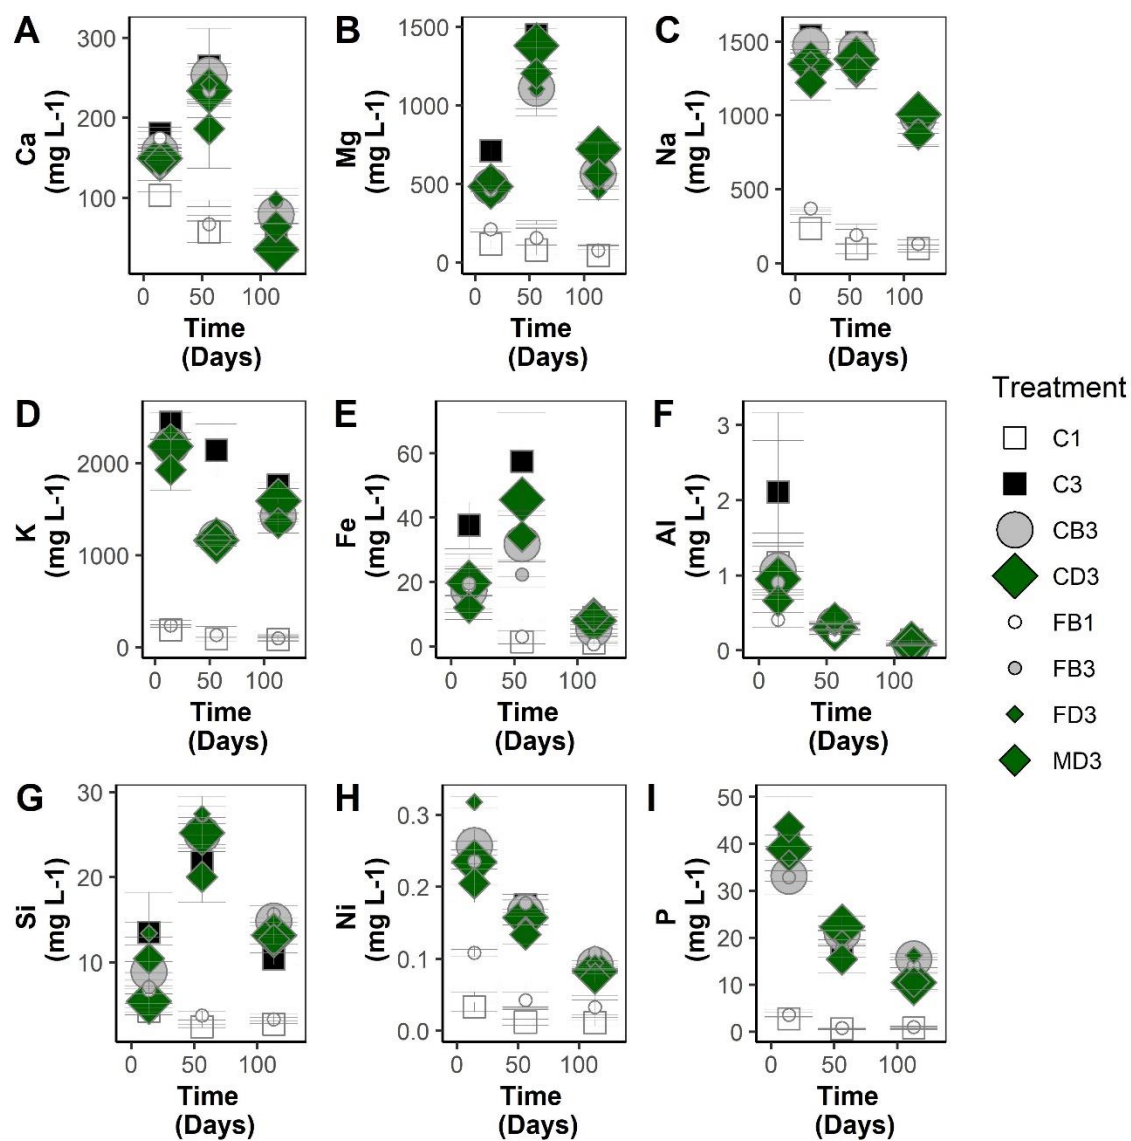 A
Ca
(mg L-1)
300
200
100
0 50 100
Time
(Days)
B
Mg
(mg L-1)
1500
1000
500
0
0 50 100
Time
(Days)
C
Na
(mg L-1)
1500
1000
500
0
0 50 100
Time
(Days)
D
K
(mg L-1)
2000
1000
0
0 50 100
Time
(Days)
E
Fe
(mg L-1)
60
40
20
0
0 50 100
Time
(Days)
F
Al
(mg L-1)
3
2
1
0
0 50 100
Time
(Days)
Treatment
C1
C3
CB3
CD3
FB1
FB3
FD3
MD3
G
Si
(mg L-1)
30
20
10
0 50 100
Time
(Days)
H
Ni
(mg L-1)
0.3
0.2
0.1
0.0
0 50 100
Time
(Days)
I
P
(mg L-1)
50
40
30
20
10
0
0 50 100
Time
(Days)